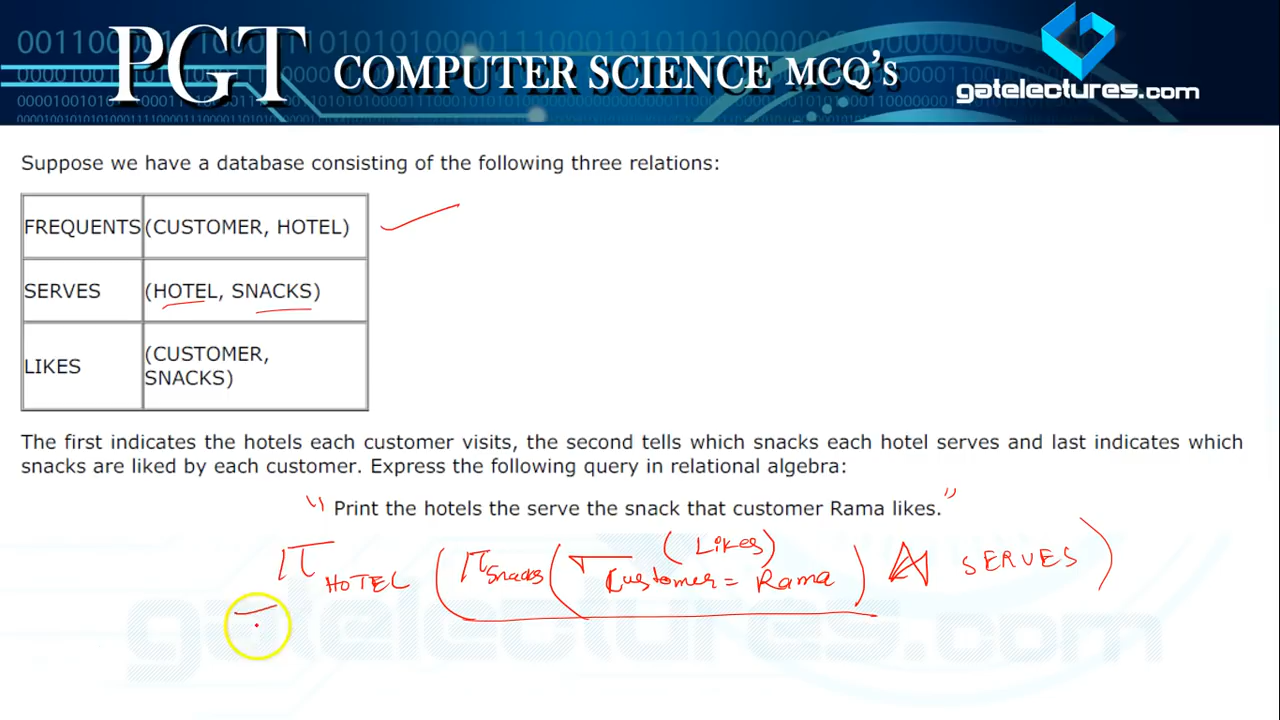 PGT COMPUTER SCIENCE MCQ's
gatelectures.com
Suppose we have a database consisting of the following three relations:
FREQUENTS (CUSTOMER, HOTEL)
SERVES (HOTEL, SNACKS)
LIKES (CUSTOMER,
SNACKS)
The first indicates the hotels each customer visits, the second tells which snacks each hotel serves and last indicates which
snacks are liked by each customer. Express the following query in relational algebra:
" Print the hotels the serve the snack that customer Rama likes. "
(Likes)
π HOTEL ( π Snacks ( σ Customer = Rama ) ⋈ SERVES )
gatelectures.com